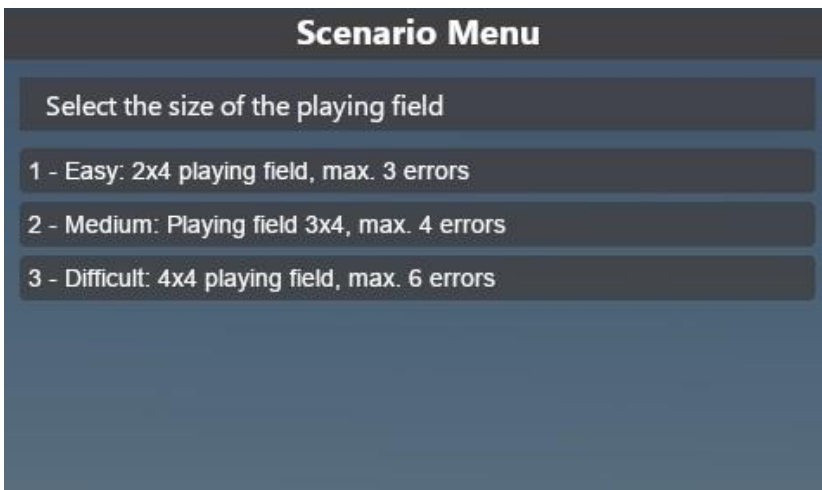 Scenario Menu
Select the size of the playing field
1 - Easy: 2x4 playing field, max. 3 errors
2 - Medium: Playing field 3x4, max. 4 errors
3 - Difficult: 4x4 playing field, max. 6 errors